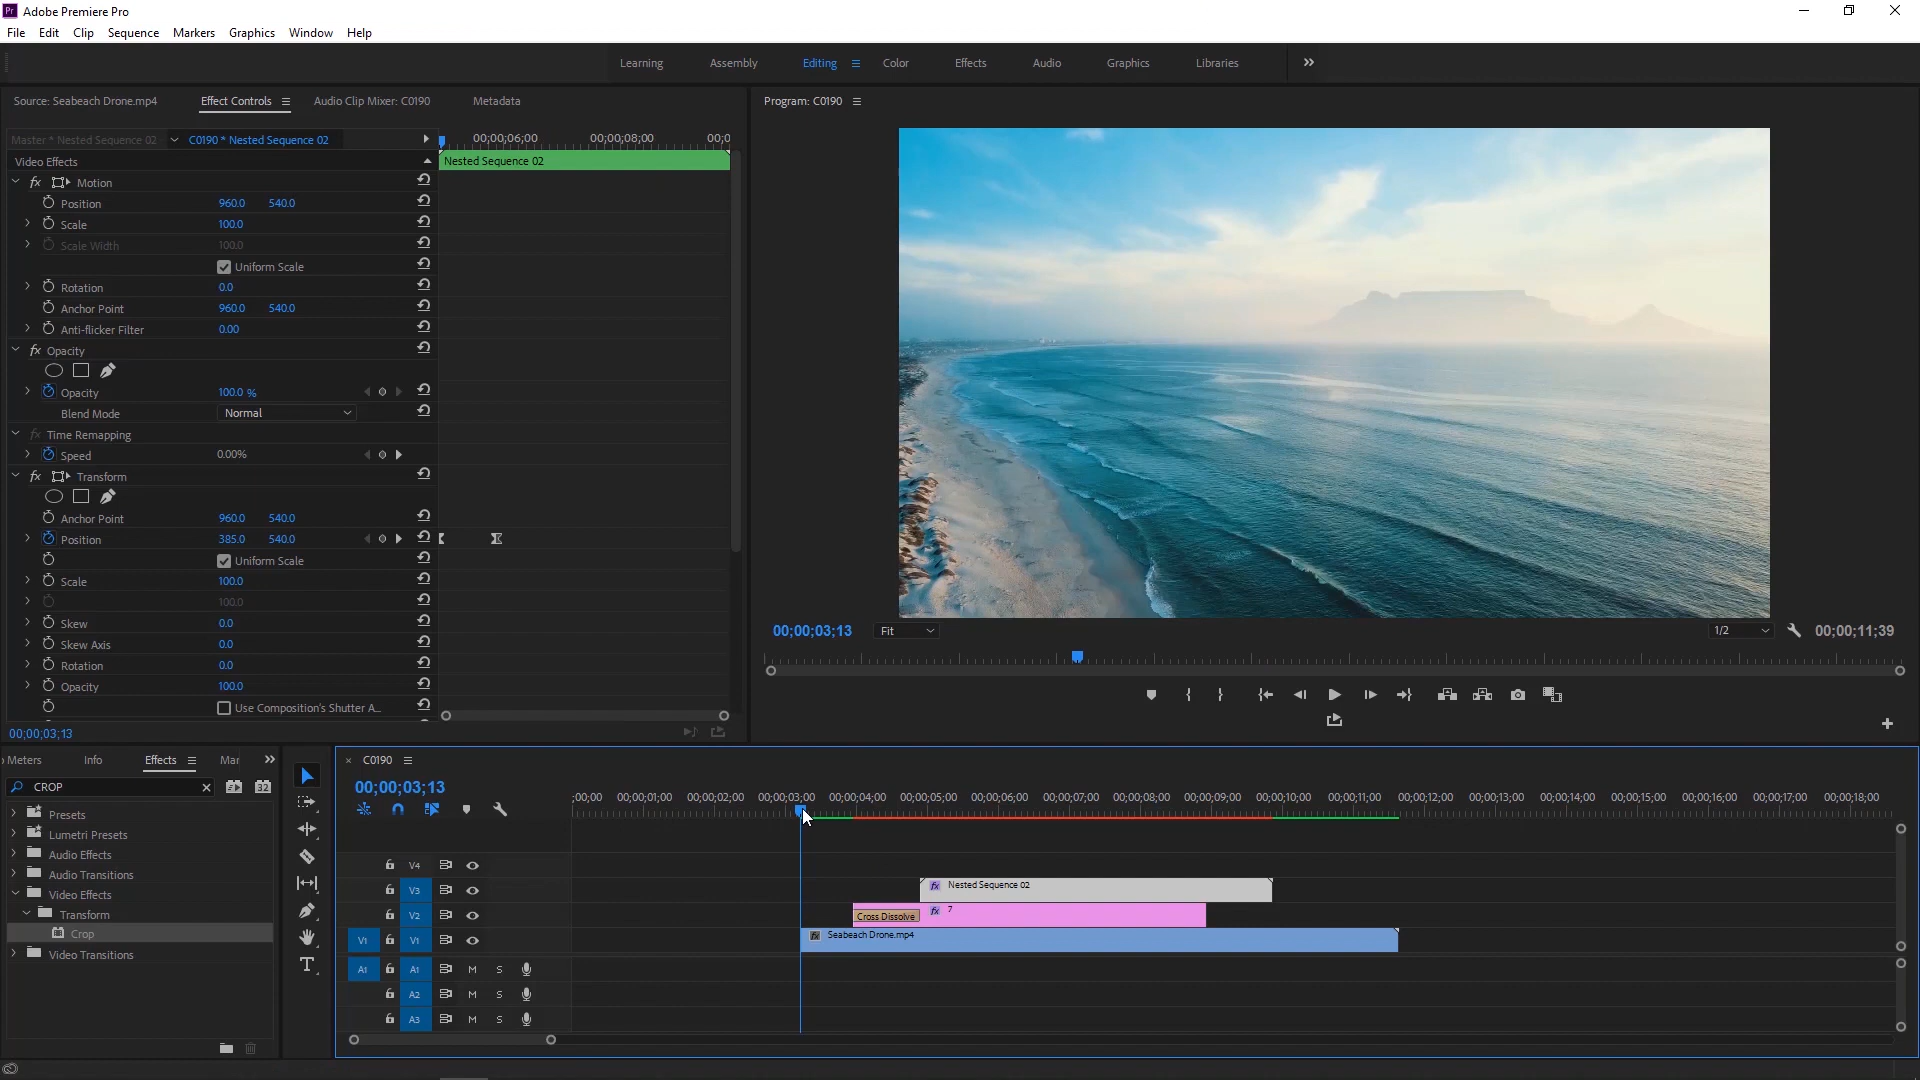 Adobe Premiere Pro
File Edit Clip Sequence Markers Graphics Window Help
Learning Assembly Editing Color Effects Audio Graphics Libraries
Source: Seabeach Drone.mp4 Effect Controls Audio Clip Mixer: C0190 Metadata
Program: C0190
Master * Nested Sequence 02 C0190 * Nested Sequence 02
00;00;06;00 00;00;08;00 00;0
Video Effects
Nested Sequence 02
fx Motion
Position 960.0 540.0
Scale 100.0
Scale Width 100.0
Uniform Scale
Rotation 0.0
Anchor Point 960.0 540.0
Anti-flicker Filter 0.00
fx Opacity
Opacity 100.0 %
Blend Mode Normal
fx Time Remapping
Speed 0.00%
fx Transform
Anchor Point 960.0 540.0
Position 385.0 540.0
Uniform Scale
Scale 100.0
100.0
Skew 0.0
Skew Axis 0.0
Rotation 0.0
Opacity 100.0
Use Composition's Shutter A...
00;00;03;13
00;00;03;13 Fit 1/2 00;00;11;39
Meters Info Effects Mar
CROP
32
Presets
Lumetri Presets
Audio Effects
Audio Transitions
Video Effects
Transform
Crop
Video Transitions
C0190
00;00;03;13
;00;00 00;00;01;00 00;00;02;00 00;00;03;00 00;00;04;00 00;00;05;00 00;00;06;00 00;00;07;00 00;00;08;00 00;00;09;00 00;00;10;00 00;00;11;00 00;00;12;00 00;00;13;00 00;00;14;00 00;00;15;00 00;00;16;00 00;00;17;00 00;00;18;00
V4
V3 fx Nested Sequence 02
V2 Cross Dissolve fx 7
V1 V1 fx Seabeach Drone.mp4
A1 A1 M S
A2 M S
A3 M S